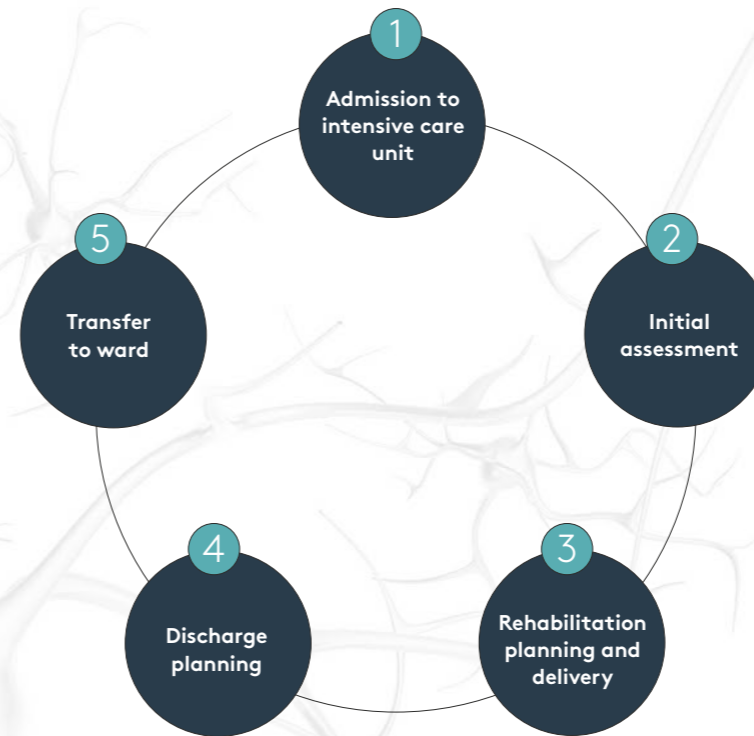 1
Admission to
intensive care
unit
2
Initial
assessment
3
Rehabilitation
planning and
delivery
4
Discharge
planning
5
Transfer
to ward